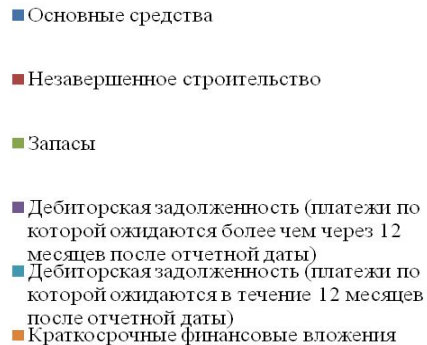 Основные средства
Незавершенное строительство
Запасы
Дебиторская задолженность (платежи по
которой ожидаются более чем через 12
месяцев после отчетной даты)
Дебиторская задолженность (платежи по
которой ожидаются в течение 12 месяцев
после отчетной даты)
Краткосрочные финансовые вложения